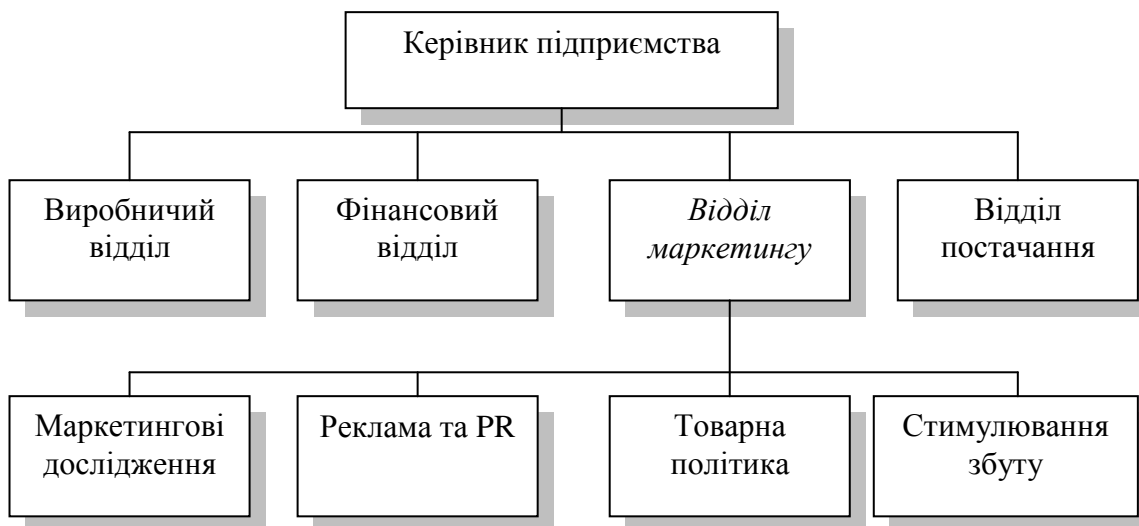 Керівник підприємства
Виробничий
відділ
Фінансовий
відділ
Відділ
маркетингу
Відділ
постачання
Маркетингові
дослідження
Реклама та PR
Товарна
політика
Стимулювання
збуту